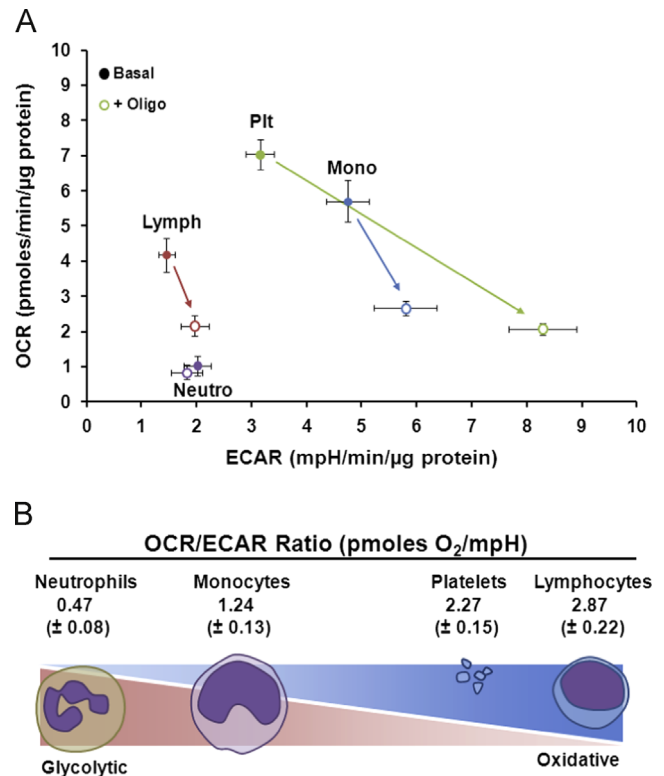 A
10
9
8
7
6
5
4
3
2
1
0
OCR (pmoles/min/µg protein)
Basal
+ Oligo
Plt
Mono
Lymph
Neutro
0 1 2 3 4 5 6 7 8 9 10
ECAR (mpH/min/µg protein)
B
OCR/ECAR Ratio (pmoles O₂/mpH)
Neutrophils Monocytes Platelets Lymphocytes
0.47 1.24 2.27 2.87
(± 0.08) (± 0.13) (± 0.15) (± 0.22)
Glycolytic Oxidative